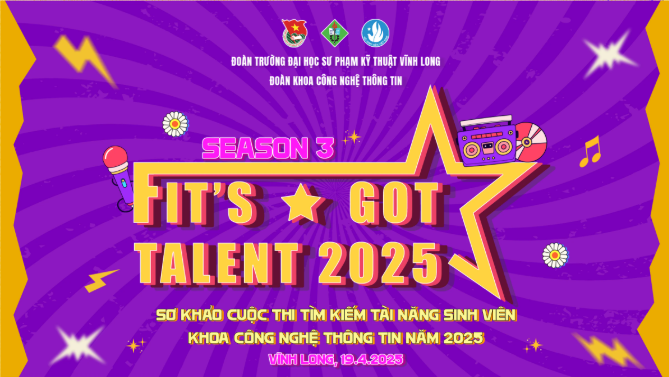 ĐOÀN TRƯỜNG ĐẠI HỌC SƯ PHẠM KỸ THUẬT VĨNH LONG
ĐOÀN KHOA CÔNG NGHỆ THÔNG TIN
SEASON 3
FIT'S GOT
TALENT 2025
SƠ KHẢO CUỘC THI TÌM KIẾM TÀI NĂNG SINH VIÊN
KHOA CÔNG NGHỆ THÔNG TIN NĂM 2025
VĨNH LONG, 19.4.2025